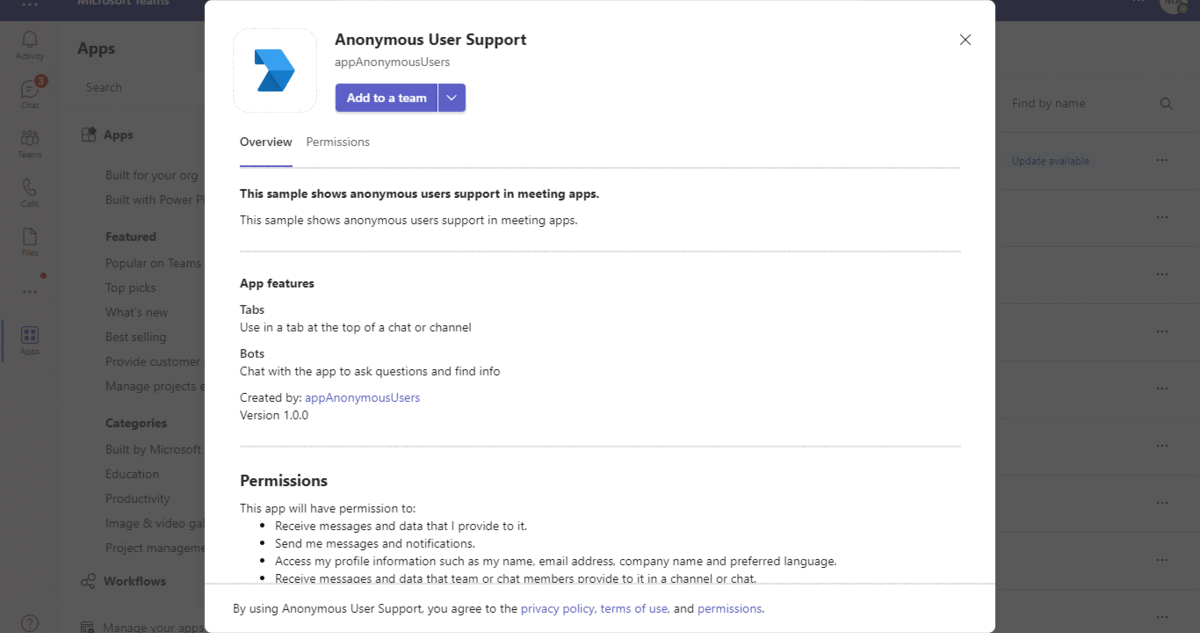 Microsoft Teams
MA
Activity
Chat
3
Teams
Calls
Files
Apps
Apps
Search
Apps
Built for your org
Built with Power
Featured
Popular on Teams
Top picks
What's new
Best selling
Provide customer
Manage projects
Categories
Built by Microsoft
Education
Productivity
Image & video
Project
Workflows
Manage your apps
Anonymous User Support
appAnonymousUsers
Add to a team
Overview
Permissions
This sample shows anonymous users support in meeting apps.
This sample shows anonymous users support in meeting apps.
App features
Tabs
Use in a tab at the top of a chat or channel
Bots
Chat with the app to ask questions and find info
Created by: appAnonymousUsers
Version 1.0.0
Permissions
This app will have permission to:
Receive messages and data that I provide to it.
Send me messages and notifications.
Access my profile information such as my name, email address, company name and preferred language.
Receive messages and data that team or chat members provide to it in a channel or chat.
By using Anonymous User Support, you agree to the privacy policy, terms of use, and permissions.
Find by name
Update available